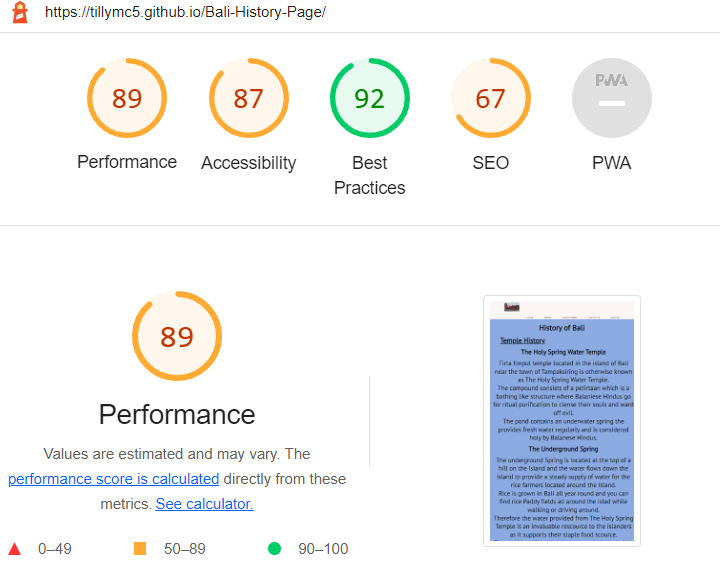 https://tillymc5.github.io/Bali-History-Page/
89 87 92 67 PWA
Performance Accessibility Best Practices SEO PWA
89
Performance
Values are estimated and may vary. The
performance score is calculated directly from these
metrics. See calculator.
0–49 50–89 90–100
History of Bali
Temple History
The Holy Spring Water Temple
Tirta Empul temple located in the island of Bali
near the town of Tampaksiring is otherwise known
as The Holy Spring Water Temple.
The compound consists of a petirtaan which is a
bathing like structure where Balaniese Hindus go
for ritual purification to cleanse their souls and ward
off evil.
The pond contains an underwater spring the
provides fresh water regularly and is considered
holy by Balanese Hindus.
The Underground Spring
The underground Spring is located at the top of a
hill on the Island and the water flows down the
Island to provide a steady supply of water for the
rice farmers located around the Island.
Rice is grown in Bali all year round and you can
find rice Paddy fields all around the islad while
walking or driving around.
Therefore the water provided from The Holy Spring
Temple is an invaluable rescource to the islanders
as it supports their staple food scource.